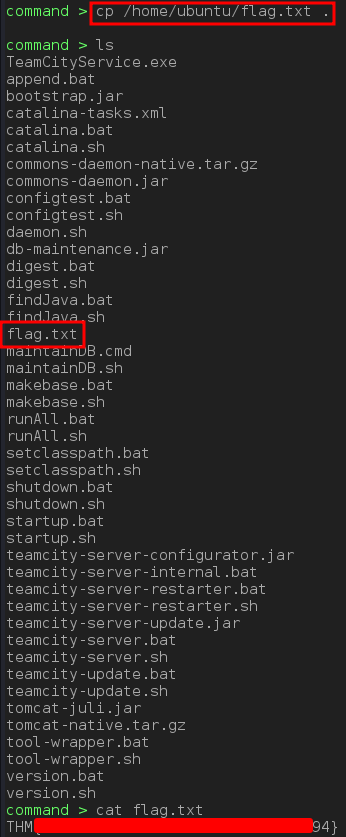 command > cp /home/ubuntu/flag.txt .
command > ls
TeamCityService.exe
append.bat
bootstrap.jar
catalina-tasks.xml
catalina.bat
catalina.sh
commons-daemon-native.tar.gz
commons-daemon.jar
configtest.bat
configtest.sh
daemon.sh
db-maintenance.jar
digest.bat
digest.sh
findJava.bat
findJava.sh
flag.txt
maintainDB.cmd
maintainDB.sh
makebase.bat
makebase.sh
runAll.bat
runAll.sh
setclasspath.bat
setclasspath.sh
shutdown.bat
shutdown.sh
startup.bat
startup.sh
teamcity-server-configurator.jar
teamcity-server-internal.bat
teamcity-server-restarter.bat
teamcity-server-restarter.sh
teamcity-server-update.jar
teamcity-server.bat
teamcity-server.sh
teamcity-update.bat
teamcity-update.sh
tomcat-juli.jar
tomcat-native.tar.gz
tool-wrapper.bat
tool-wrapper.sh
version.bat
version.sh
command > cat flag.txt
THM{94}